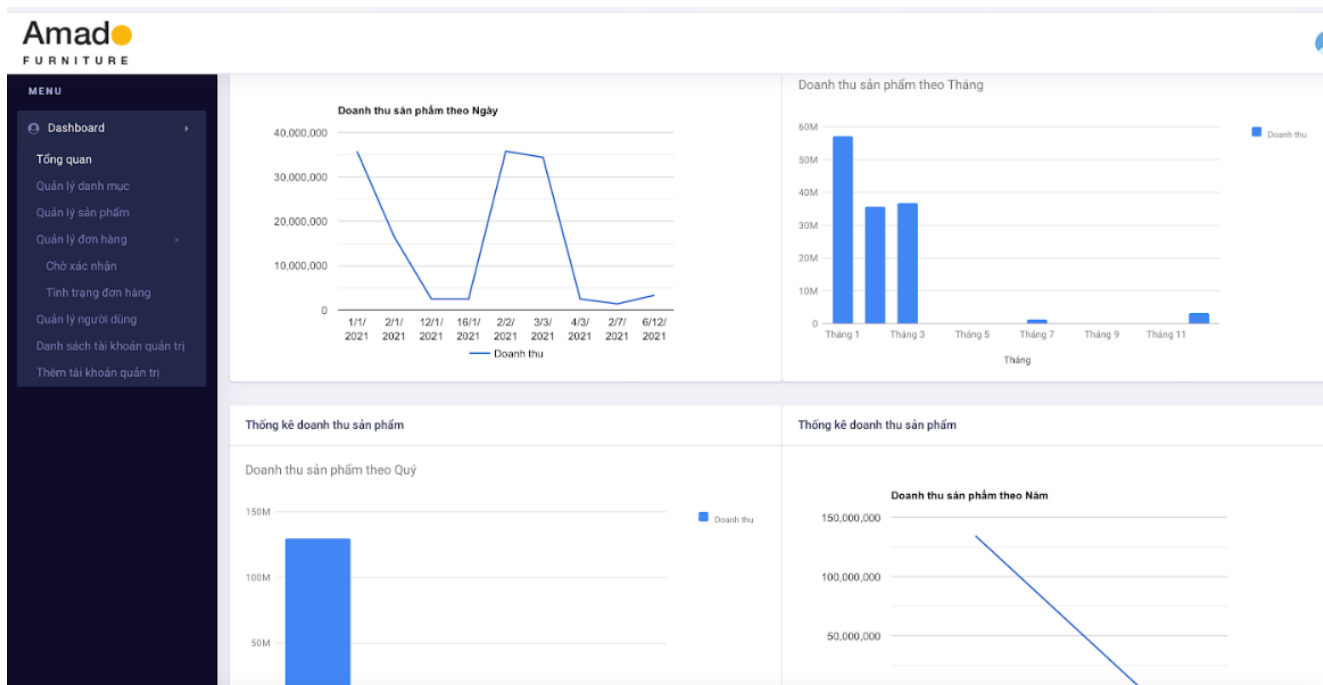 Amado
FURNITURE
MENU
Dashboard
Tổng quan
Quản lý danh mục
Quản lý sản phẩm
Quản lý đơn hàng
Chờ xác nhận
Tình trạng đơn hàng
Quản lý người dùng
Danh sách tài khoản quản trị
Thêm tài khoản quản trị
Doanh thu sản phẩm theo Ngày
40,000,000
30,000,000
20,000,000
10,000,000
0
1/1/ 2/1/ 12/1/ 16/1/ 2/2/ 3/3/ 4/3/ 2/7/ 6/12/
2021 2021 2021 2021 2021 2021 2021 2021 2021
Doanh thu
Doanh thu sản phẩm theo Tháng
60M
50M
40M
30M
20M
10M
0
Tháng 1 Tháng 3 Tháng 5 Tháng 7 Tháng 9 Tháng 11
Tháng
Doanh thu
Thống kê doanh thu sản phẩm
Doanh thu sản phẩm theo Quý
150M
100M
50M
Doanh thu
Thống kê doanh thu sản phẩm
Doanh thu sản phẩm theo Năm
150,000,000
100,000,000
50,000,000